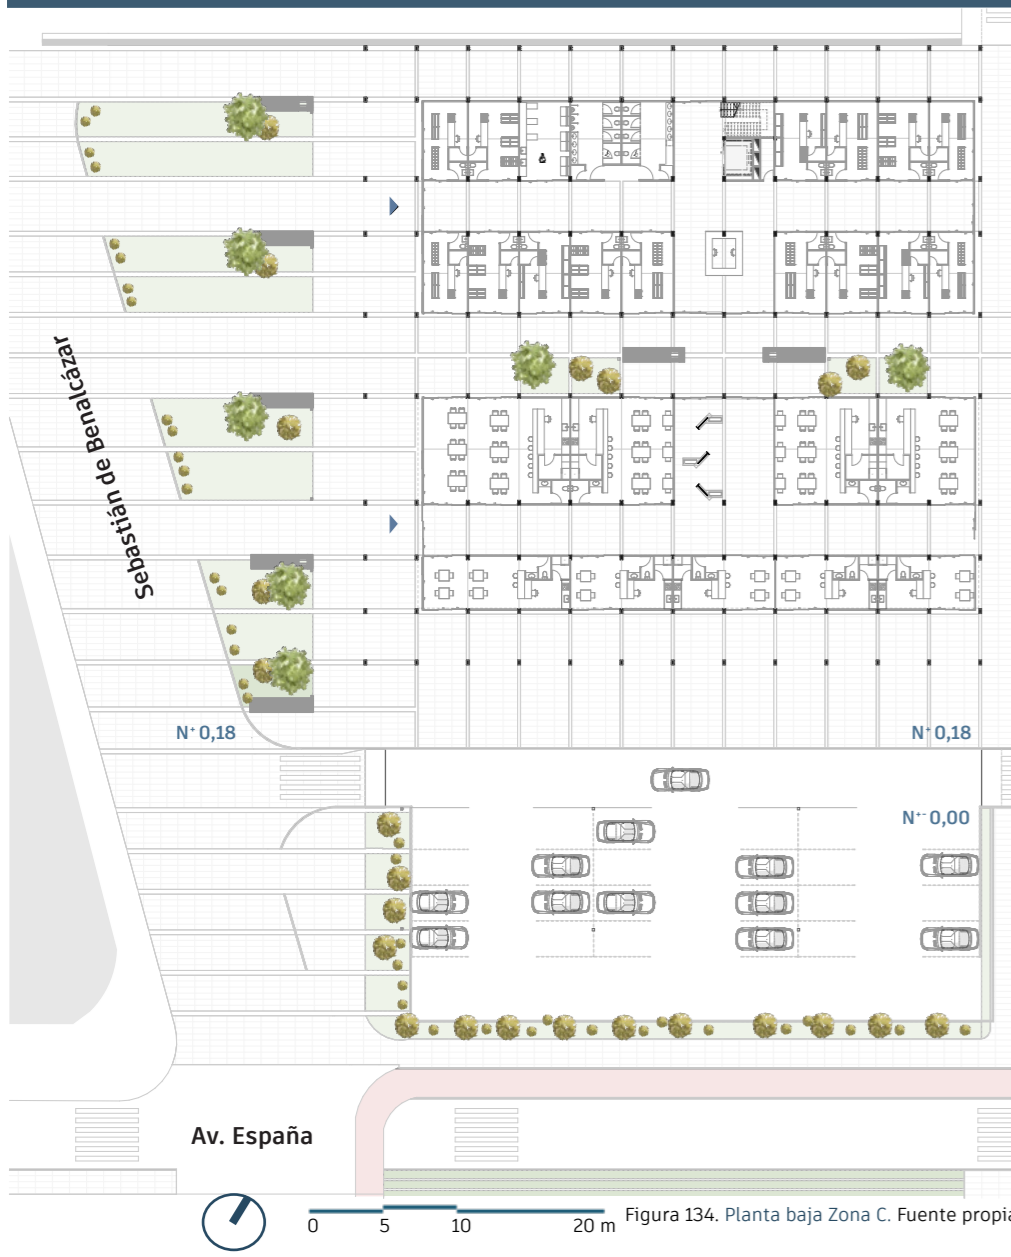 Sebastián de Benalcázar
N+ 0,18
N+ 0,18
N+- 0,00
Av. España
0 5 10 20 m
Figura 134. Planta baja Zona C. Fuente propia